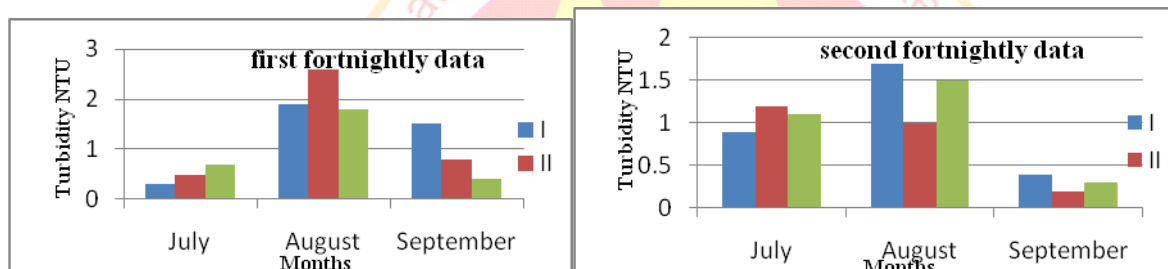 first fortnightly data
Turbidity NTU
3
2
1
0
July
August
September
Months
I
II
second fortnightly data
Turbidity NTU
2
1.5
1
0.5
0
July
August
September
Months
I
II